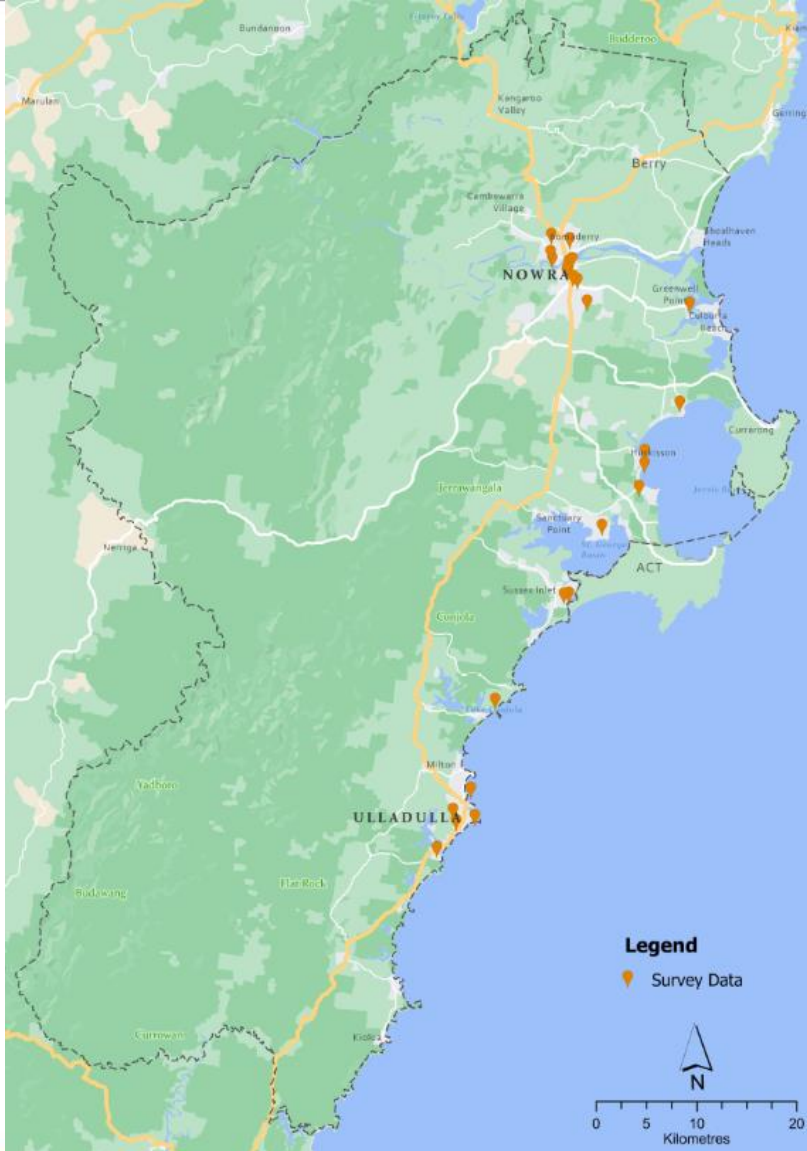 Bundanoon
Budderoo
Marulan
Kangaroo
Valley
Gerring
Berry
Cambewarra
Village
Bomaderry
Shoalhaven
Heads
NOWRA
Greenwell
Point
Culburra
Beach
Currarong
Huskisson
Jerrawangala
Sanctuary
Point
St. Georges
Basin
Nerriga
ACT
Sussex Inlet
Conjola
Milton
Yadboro
ULLADULLA
Flat Rock
Budawang
Legend
Survey Data
Currowan
Kioloa
N
0 5 10 20
Kilometres